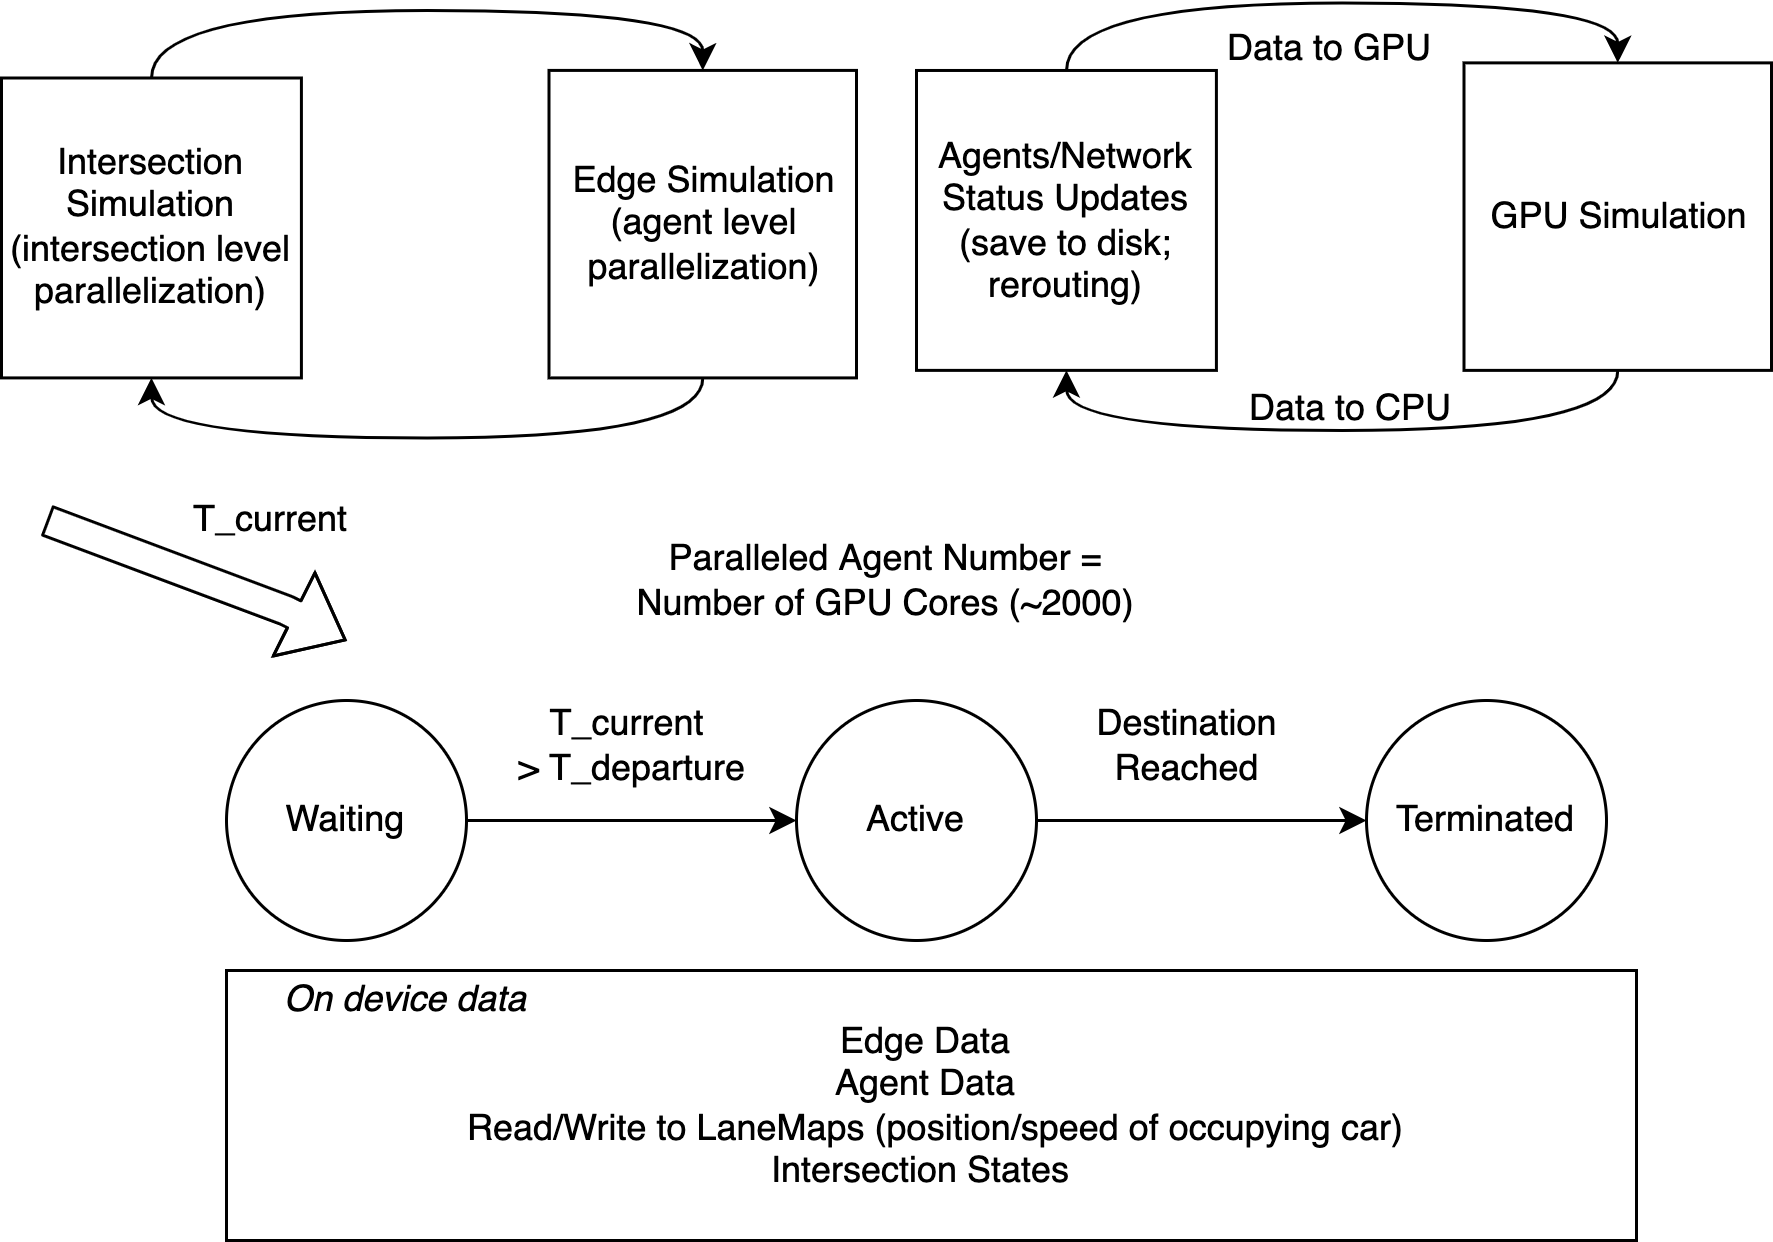 Intersection
Simulation
(intersection level
parallelization)
Edge Simulation
(agent level
parallelization)
Data to GPU
Agents/Network
Status Updates
(save to disk;
rerouting)
GPU Simulation
Data to CPU
T_current
Paralleled Agent Number =
Number of GPU Cores (~2000)
Waiting
T_current
> T_departure
Active
Destination
Reached
Terminated
On device data
Edge Data
Agent Data
Read/Write to LaneMaps (position/speed of occupying car)
Intersection States